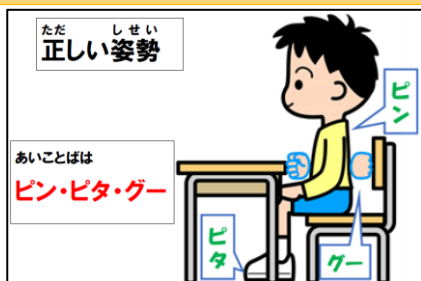 ただ しせい
正しい姿勢
ピン
あいことばは
ピン・ピタ・グー
ピタ
グー